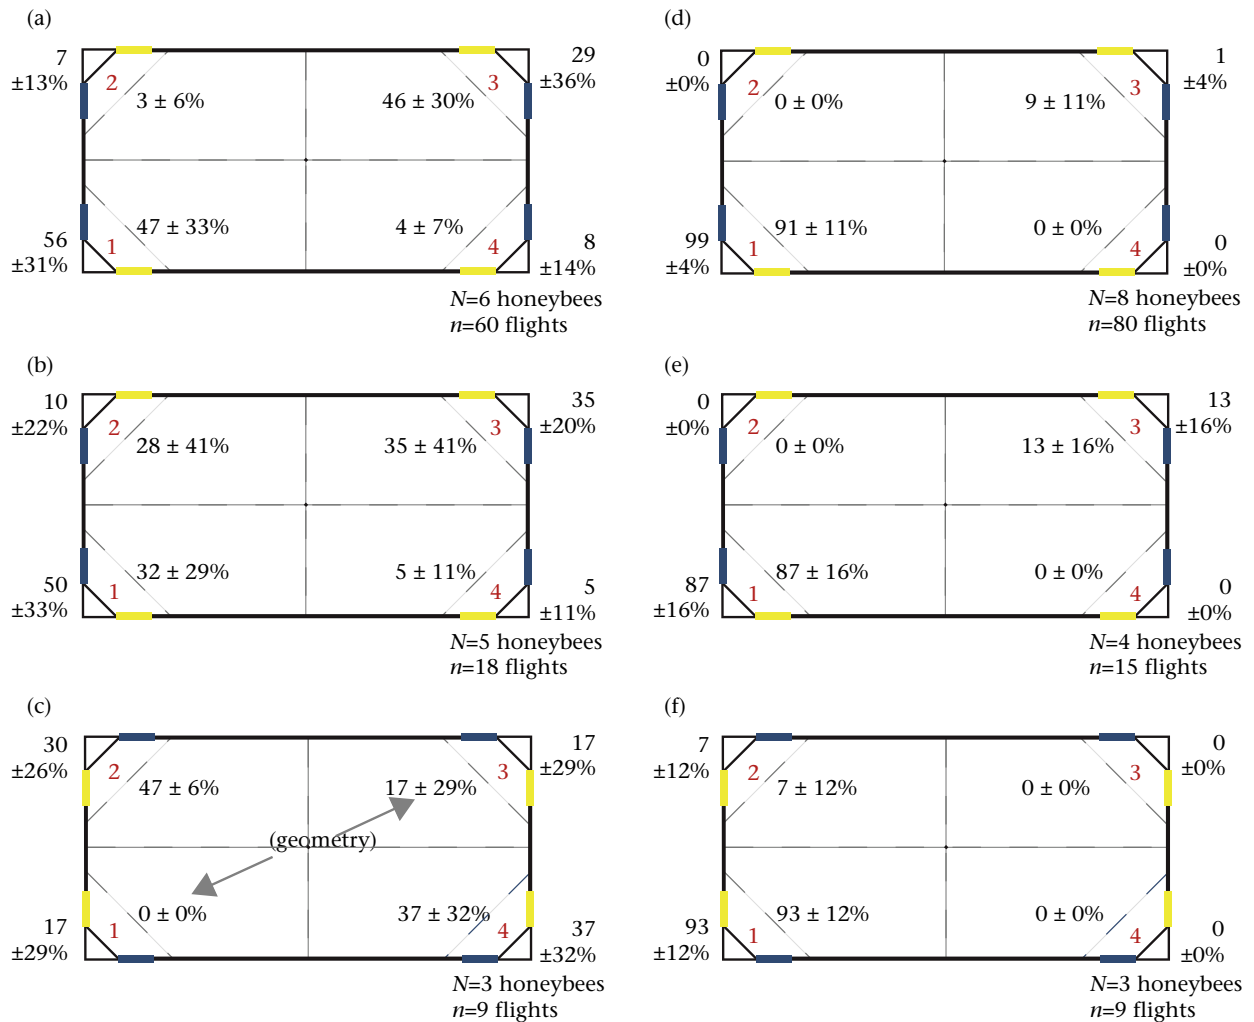 (a)
7
±13%
2
3 ± 6%
46 ± 30%
3
29
±36%
47 ± 33%
4 ± 7%
56
±31%
1
4
8
±14%
N=6 honeybees
n=60 flights
(d)
0
±0%
2
0 ± 0%
9 ± 11%
3
1
±4%
91 ± 11%
0 ± 0%
99
±4%
1
4
0
±0%
N=8 honeybees
n=80 flights
(b)
10
±22%
2
28 ± 41%
35 ± 41%
3
35
±20%
32 ± 29%
5 ± 11%
50
±33%
1
4
5
±11%
N=5 honeybees
n=18 flights
(e)
0
±0%
2
0 ± 0%
13 ± 16%
3
13
±16%
87 ± 16%
0 ± 0%
87
±16%
1
4
0
±0%
N=4 honeybees
n=15 flights
(c)
30
±26%
2
47 ± 6%
17 ± 29%
3
17
±29%
(geometry)
0 ± 0%
37 ± 32%
17
±29%
1
4
37
±32%
N=3 honeybees
n=9 flights
(f)
7
±12%
2
7 ± 12%
0 ± 0%
3
0
±0%
93 ± 12%
0 ± 0%
93
±12%
1
4
0
±0%
N=3 honeybees
n=9 flights